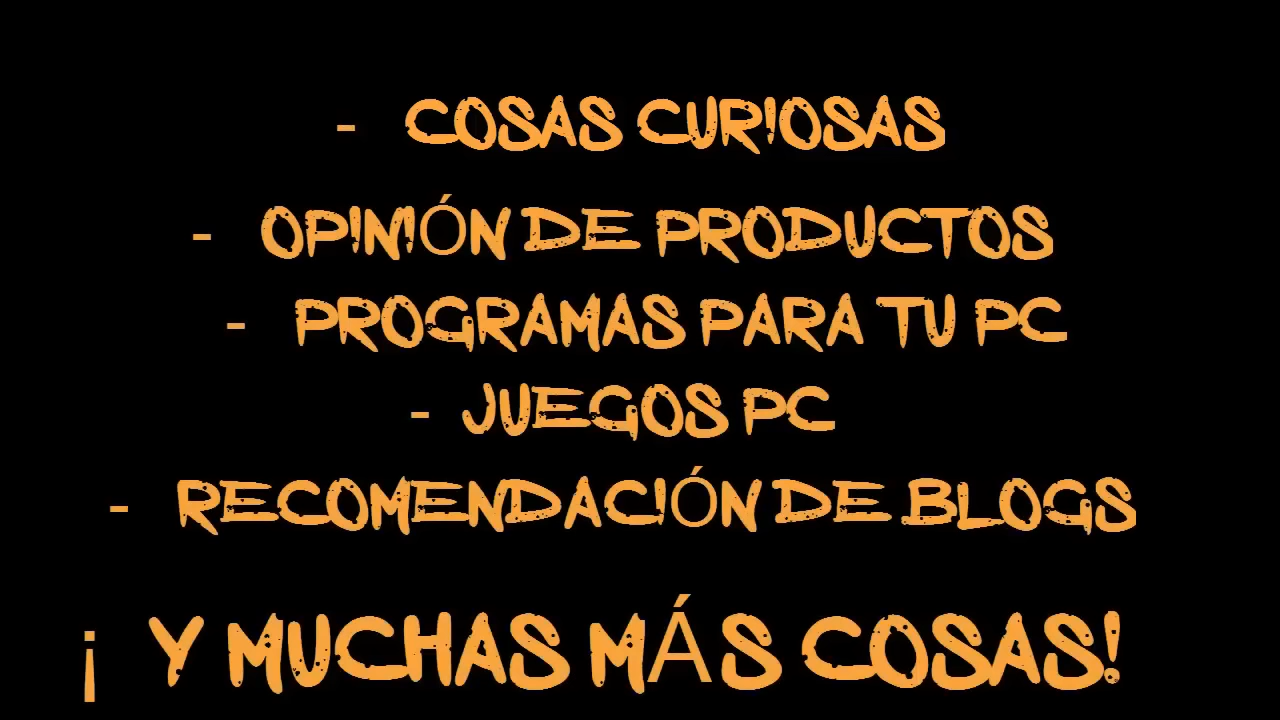 - COSAS CURIOSAS
- OPINIÓN DE PRODUCTOS
- PROGRAMAS PARA TU PC
- JUEGOS PC
- RECOMENDACIÓN DE BLOGS
¡ Y MUCHAS MÁS COSAS!